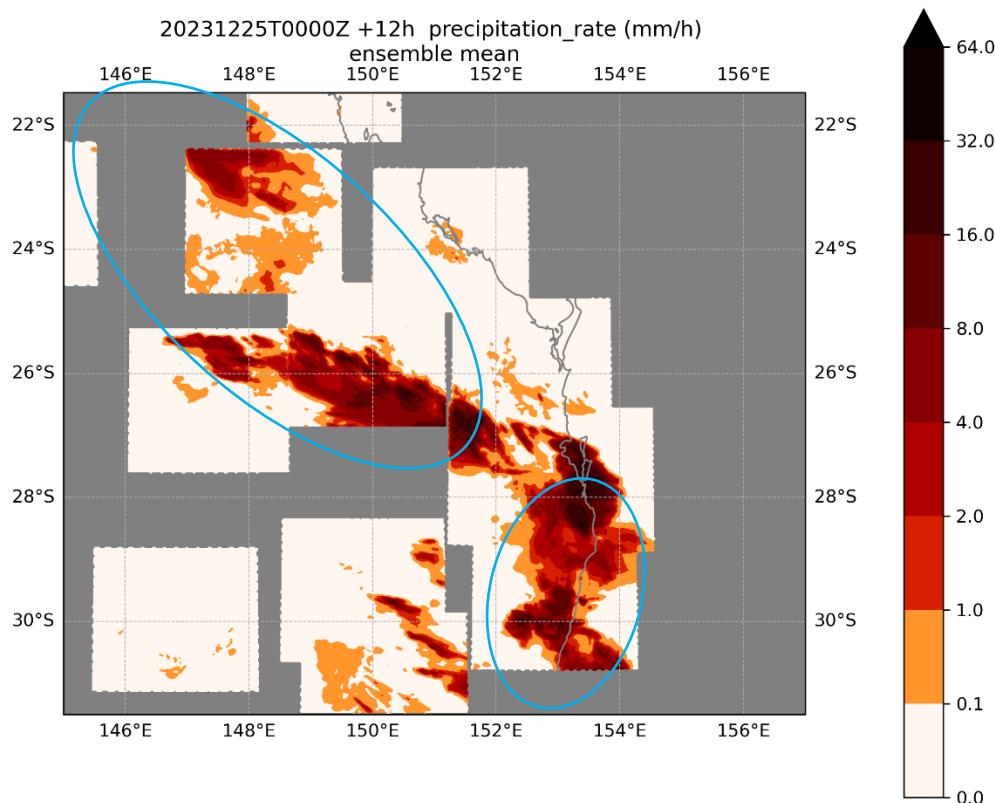 20231225T0000Z +12h  precipitation_rate (mm/h)
ensemble mean
146°E 148°E 150°E 152°E 154°E 156°E
22°S 22°S
24°S 24°S
26°S 26°S
28°S 28°S
30°S 30°S
146°E 148°E 150°E 152°E 154°E 156°E
64.0
32.0
16.0
8.0
4.0
2.0
1.0
0.1
0.0